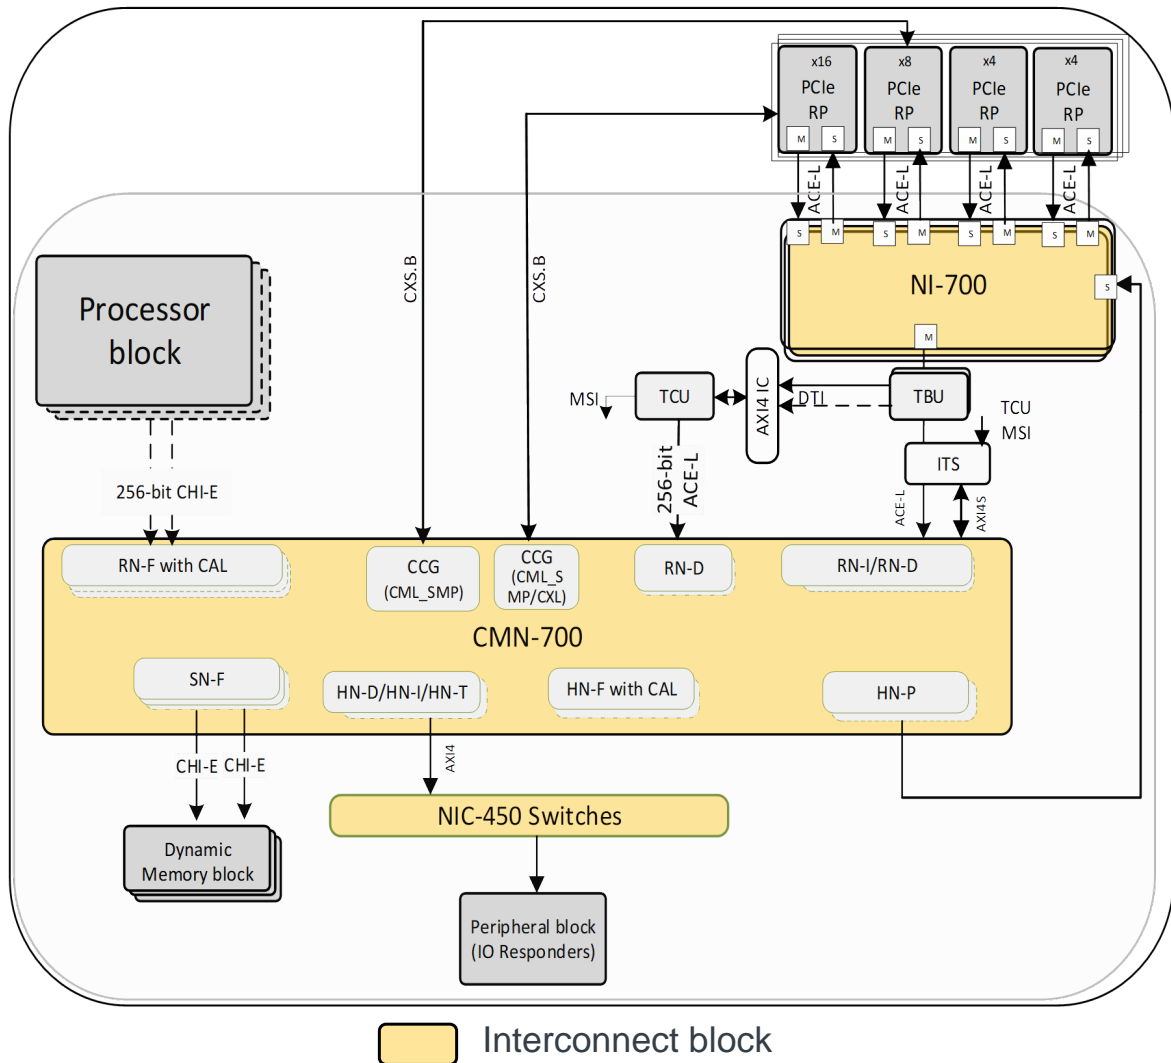 x16
PCIe
RP
M
S
x8
PCIe
RP
M
S
x4
PCIe
RP
M
S
x4
PCIe
RP
M
S
ACE-L
ACE-L
ACE-L
ACE-L
S
M
S
M
S
M
S
M
NI-700
S
M
CXS.B
CXS.B
Processor
block
256-bit CHI-E
MSI
TCU
AXI4 IC
DTI
TBU
TCU
MSI
ITS
256-bit
ACE-L
ACE-L
AXI4S
RN-F with CAL
CCG
(CML_SMP)
CCG
(CML_S
MP/CXL)
RN-D
RN-I/RN-D
CMN-700
SN-F
HN-D/HN-I/HN-T
HN-F with CAL
HN-P
CHI-E
CHI-E
AXI4
NIC-450 Switches
Dynamic
Memory block
Peripheral block
(IO Responders)
Interconnect block